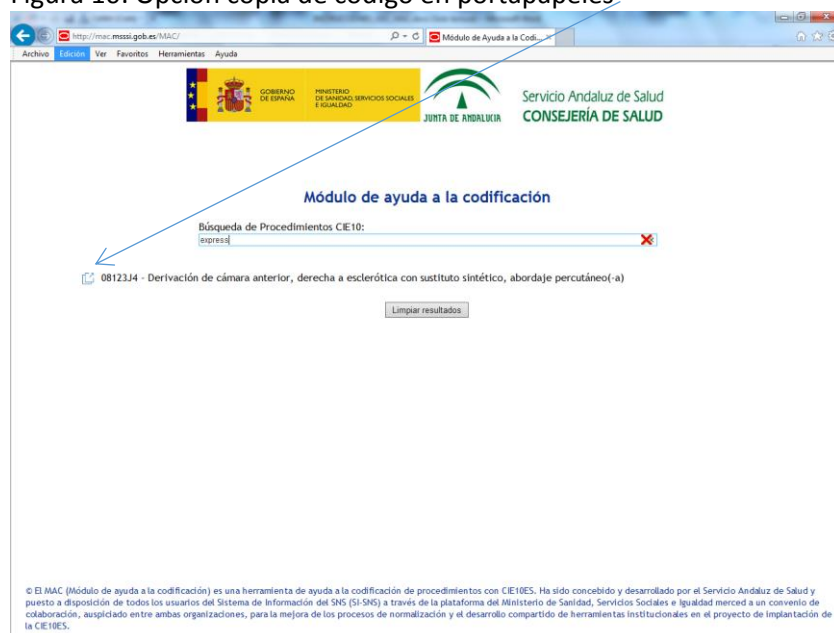 Figura 10. Opción copia de código en portapapeles
http://mac.msssi.gob.es/MAC/
Módulo de Ayuda a la Codi...
Archivo Edición Ver Favoritos Herramientas Ayuda
GOBIERNO DE ESPAÑA
MINISTERIO DE SANIDAD, SERVICIOS SOCIALES E IGUALDAD
JUNTA DE ANDALUCIA
Servicio Andaluz de Salud
CONSEJERÍA DE SALUD
Módulo de ayuda a la codificación
Búsqueda de Procedimientos CIE10:
express
08123J4 - Derivación de cámara anterior, derecha a esclerótica con sustituto sintético, abordaje percutáneo(-a)
Limpiar resultados
© El MAC (Módulo de ayuda a la codificación) es una herramienta de ayuda a la codificación de procedimientos con CIE10ES. Ha sido concebido y desarrollado por el Servicio Andaluz de Salud y
puesto a disposición de todos los usuarios del Sistema de Información del SNS (SI-SNS) a través de la plataforma del Ministerio de Sanidad, Servicios Sociales e Igualdad merced a un convenio de
colaboración, auspiciado entre ambas organizaciones, para la mejora de los procesos de normalización y el desarrollo compartido de herramientas institucionales en el proyecto de implantación de
la CIE10ES.